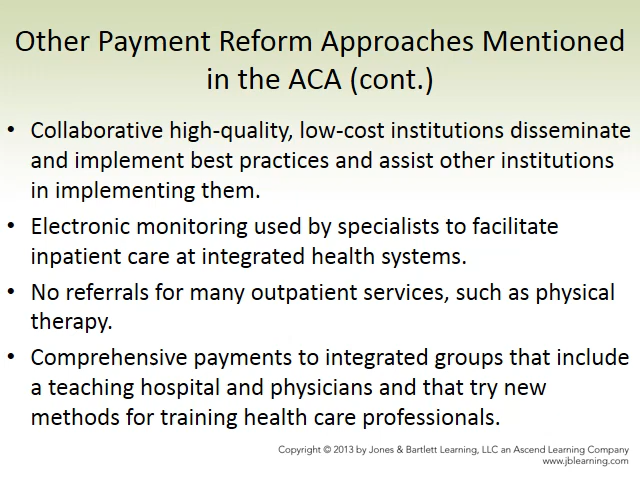 Other Payment Reform Approaches Mentioned
in the ACA (cont.)
• Collaborative high-quality, low-cost institutions disseminate
and implement best practices and assist other institutions
in implementing them.
• Electronic monitoring used by specialists to facilitate
inpatient care at integrated health systems.
• No referrals for many outpatient services, such as physical
therapy.
• Comprehensive payments to integrated groups that include
a teaching hospital and physicians and that try new
methods for training health care professionals.
Copyright © 2013 by Jones & Bartlett Learning, LLC an Ascend Learning Company
www.jblearning.com